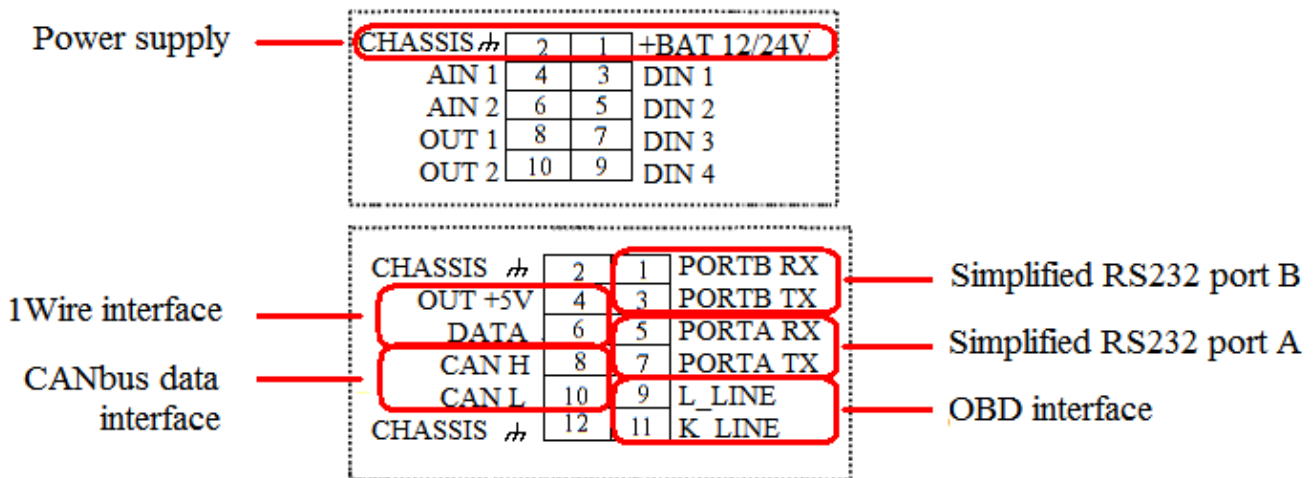 Power supply
CHASSIS 2 1 +BAT 12/24V
AIN 1 4 3 DIN 1
AIN 2 6 5 DIN 2
OUT 1 8 7 DIN 3
OUT 2 10 9 DIN 4
CHASSIS 2 1 PORTB RX
OUT +5V 4 3 PORTB TX
DATA 6 5 PORTA RX
CAN H 8 7 PORTA TX
CAN L 10 9 L_LINE
CHASSIS 12 11 K_LINE
1Wire interface
CANbus data
interface
Simplified RS232 port B
Simplified RS232 port A
OBD interface